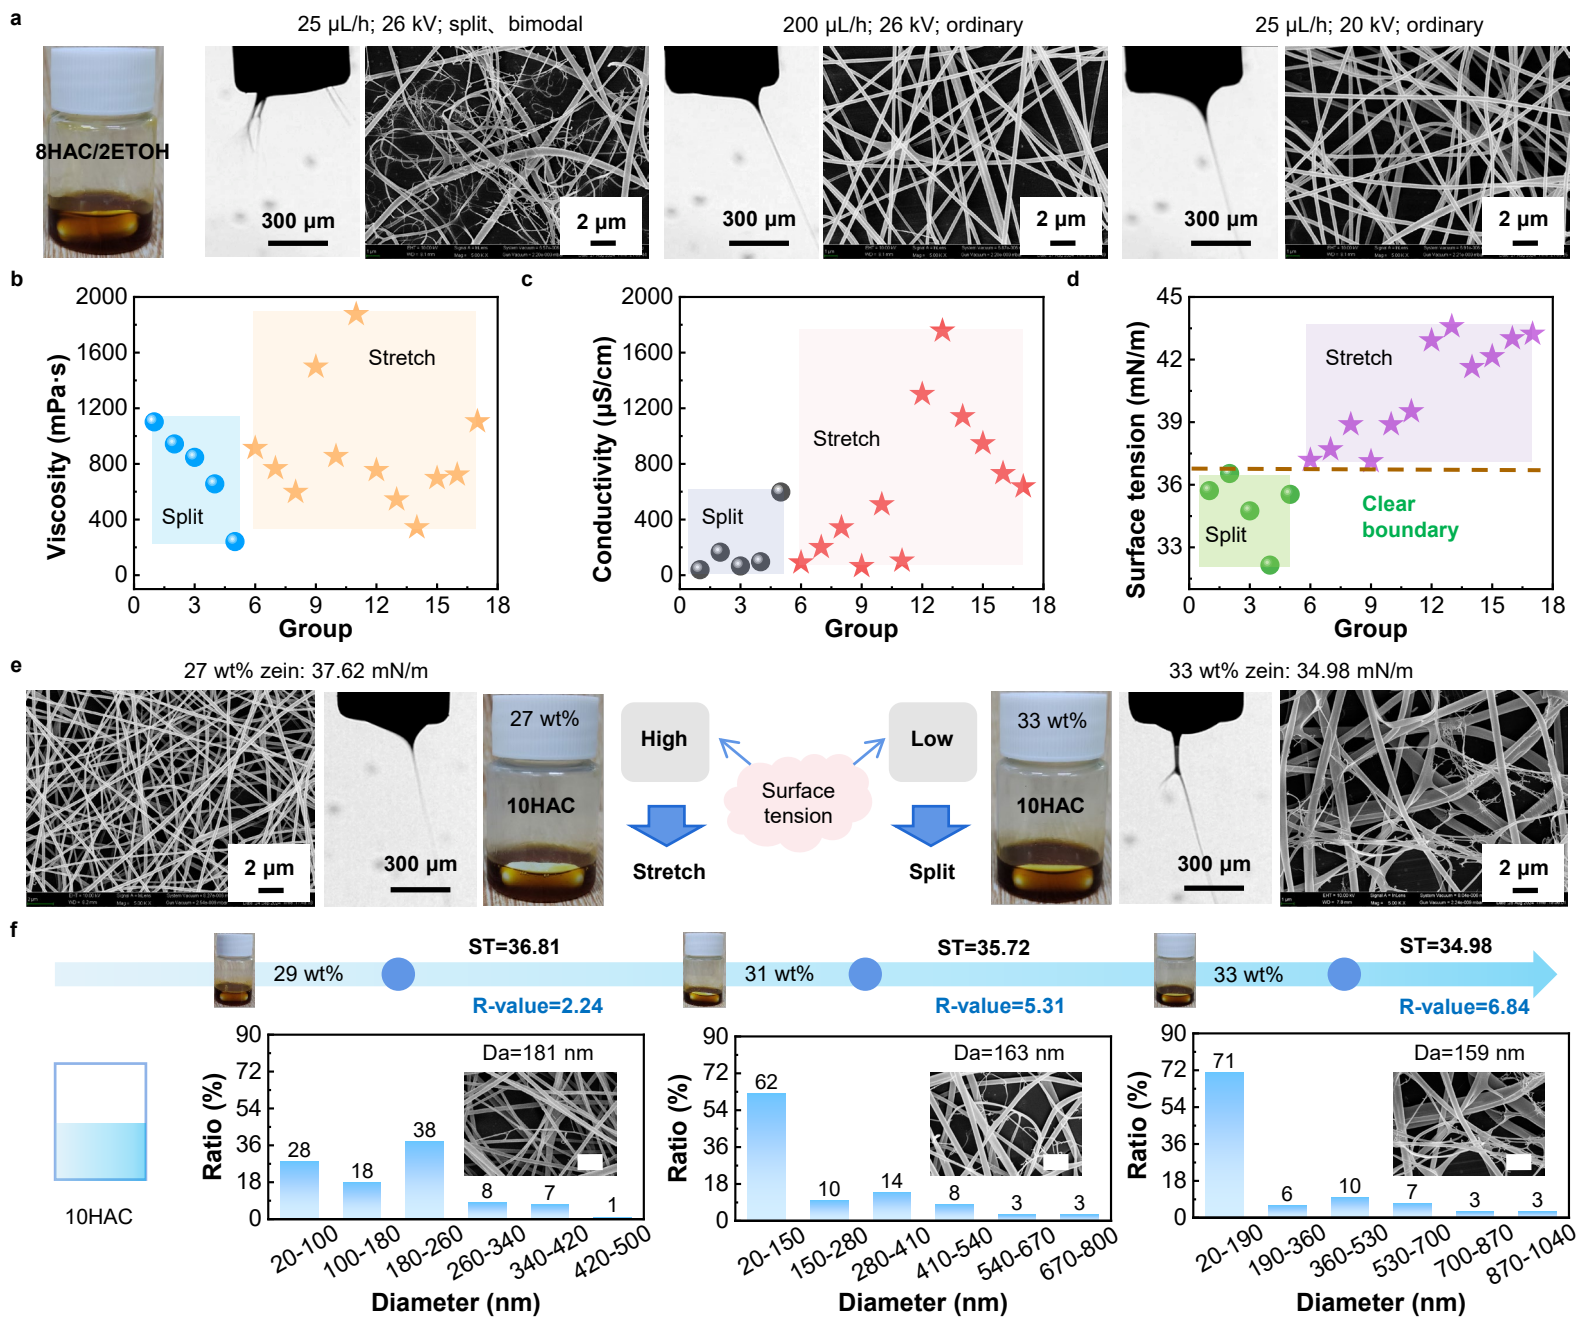 a
25 µL/h; 26 kV; split、bimodal
200 µL/h; 26 kV; ordinary
25 µL/h; 20 kV; ordinary
8HAC/2ETOH
300 µm
2 µm
300 µm
2 µm
300 µm
2 µm
b
2000
1600
1200
800
400
0
Viscosity (mPa·s)
Stretch
Split
0 3 6 9 12 15 18
Group
c
2000
1600
1200
800
400
0
Conductivity (µS/cm)
Stretch
Split
0 3 6 9 12 15 18
Group
d
45
42
39
36
33
Surface tension (mN/m)
Stretch
Split
Clear
boundary
0 3 6 9 12 15 18
Group
e
27 wt% zein: 37.62 mN/m
33 wt% zein: 34.98 mN/m
2 µm
300 µm
27 wt%
10HAC
High
Stretch
Surface
tension
Low
Split
33 wt%
10HAC
300 µm
2 µm
f
29 wt%
ST=36.81
R-value=2.24
31 wt%
ST=35.72
R-value=5.31
33 wt%
ST=34.98
R-value=6.84
10HAC
90
72
54
36
18
0
Ratio (%)
Da=181 nm
28 18 38 8 7 1
20-100 100-180 180-260 260-340 340-420 420-500
Diameter (nm)
90
72
54
36
18
0
Ratio (%)
Da=163 nm
62 10 14 8 3 3
20-150 150-280 280-410 410-540 540-670 670-800
Diameter (nm)
90
72
54
36
18
0
Ratio (%)
Da=159 nm
71 6 10 7 3 3
20-190 190-360 360-530 530-700 700-870 870-1040
Diameter (nm)